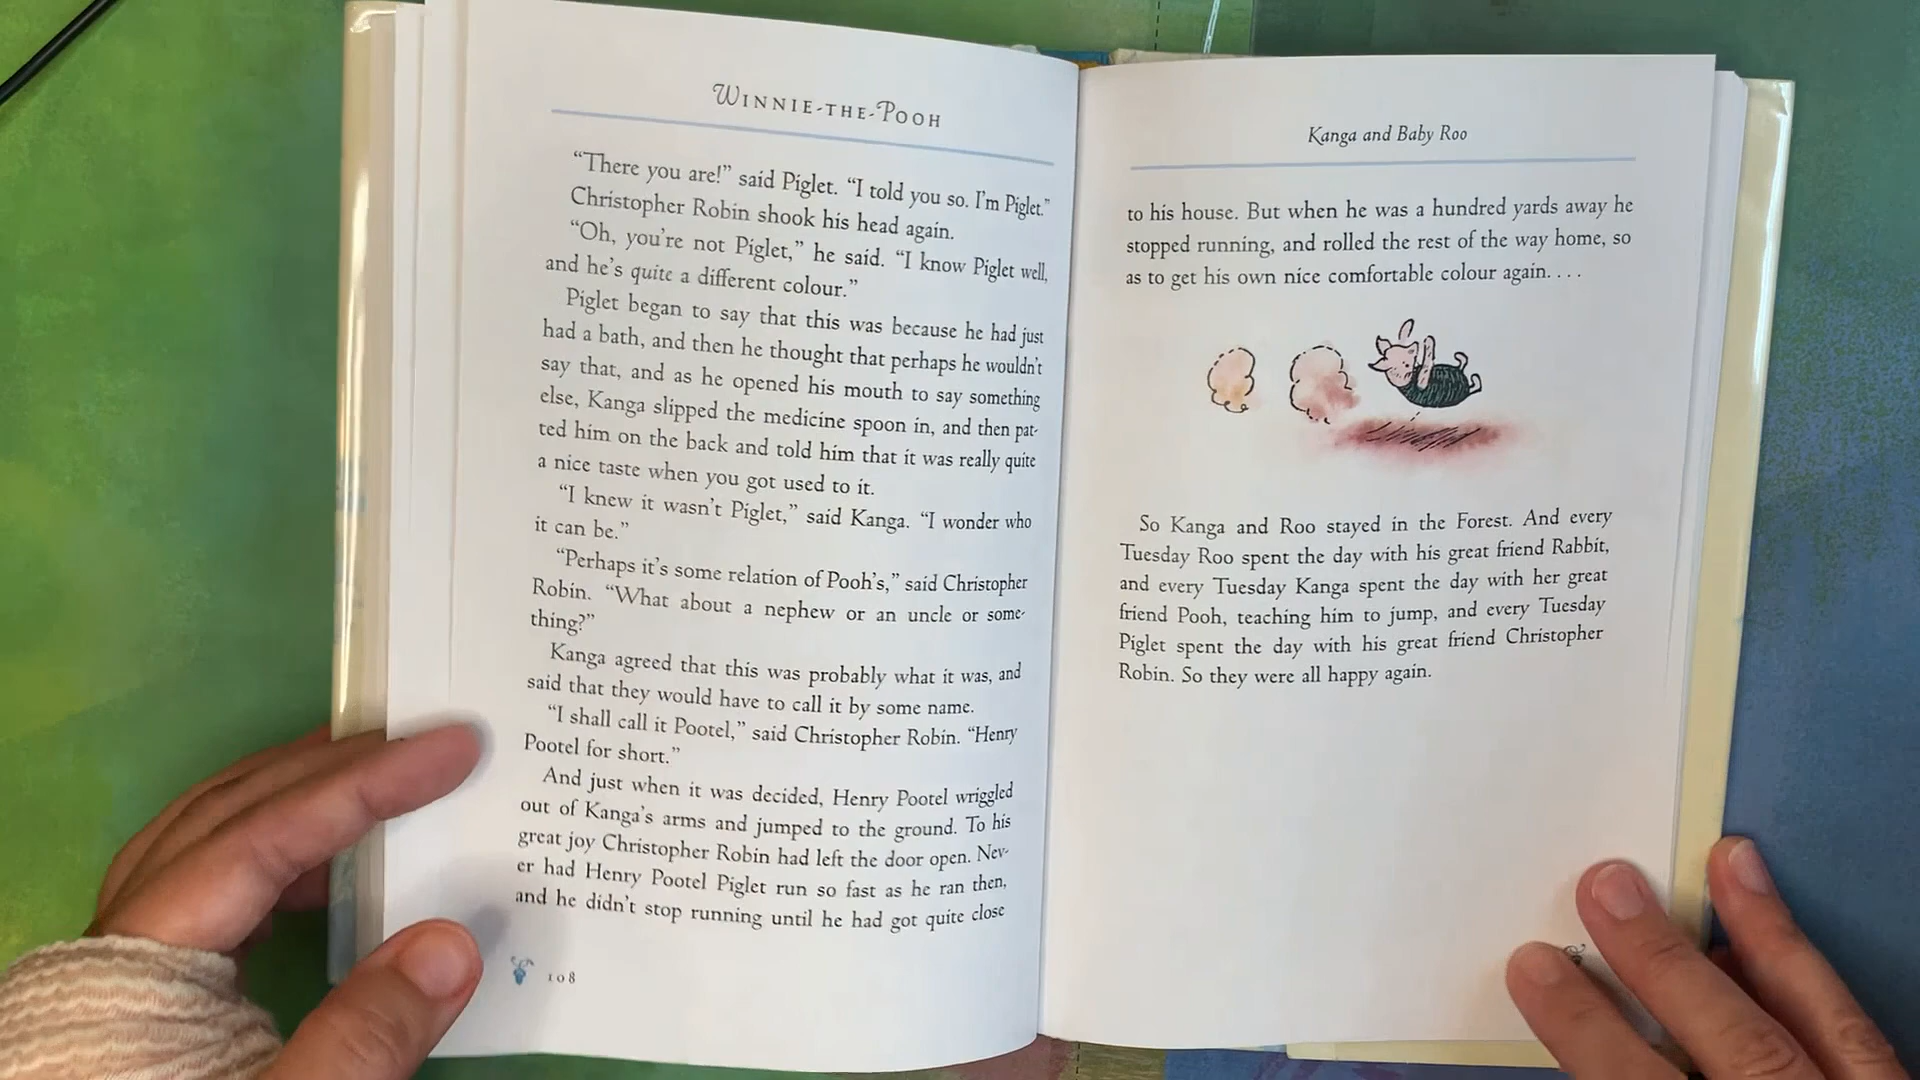 WINNIE-THE-POOH
“There you are!” said Piglet. “I told you so. I’m Piglet.”
Christopher Robin shook his head again.
“Oh, you’re not Piglet,” he said. “I know Piglet well,
and he’s quite a different colour.”
Piglet began to say that this was because he had just
had a bath, and then he thought that perhaps he wouldn’t
say that, and as he opened his mouth to say something
else, Kanga slipped the medicine spoon in, and then pat-
ted him on the back and told him that it was really quite
a nice taste when you got used to it.
“I knew it wasn’t Piglet,” said Kanga. “I wonder who
it can be.”
“Perhaps it’s some relation of Pooh’s,” said Christopher
Robin. “What about a nephew or an uncle or some-
thing?”
Kanga agreed that this was probably what it was, and
said that they would have to call it by some name.
“I shall call it Pootel,” said Christopher Robin. “Henry
Pootel for short.”
And just when it was decided, Henry Pootel wriggled
out of Kanga’s arms and jumped to the ground. To his
great joy Christopher Robin had left the door open. Nev-
er had Henry Pootel Piglet run so fast as he ran then,
and he didn’t stop running until he had got quite close
108
Kanga and Baby Roo
to his house. But when he was a hundred yards away he
stopped running, and rolled the rest of the way home, so
as to get his own nice comfortable colour again. . . .
So Kanga and Roo stayed in the Forest. And every
Tuesday Roo spent the day with his great friend Rabbit,
and every Tuesday Kanga spent the day with her great
friend Pooh, teaching him to jump, and every Tuesday
Piglet spent the day with his great friend Christopher
Robin. So they were all happy again.